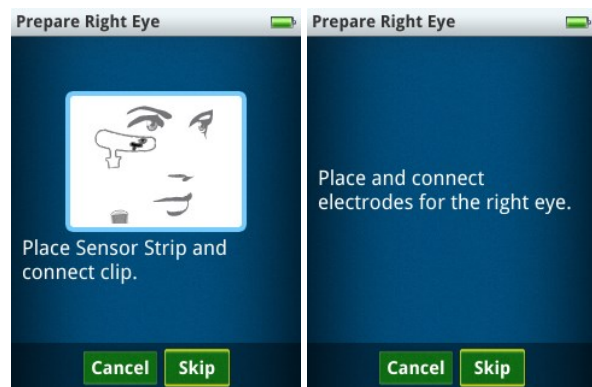 Prepare Right Eye
Place Sensor Strip and
connect clip.
Cancel Skip
Prepare Right Eye
Place and connect
electrodes for the right eye.
Cancel Skip